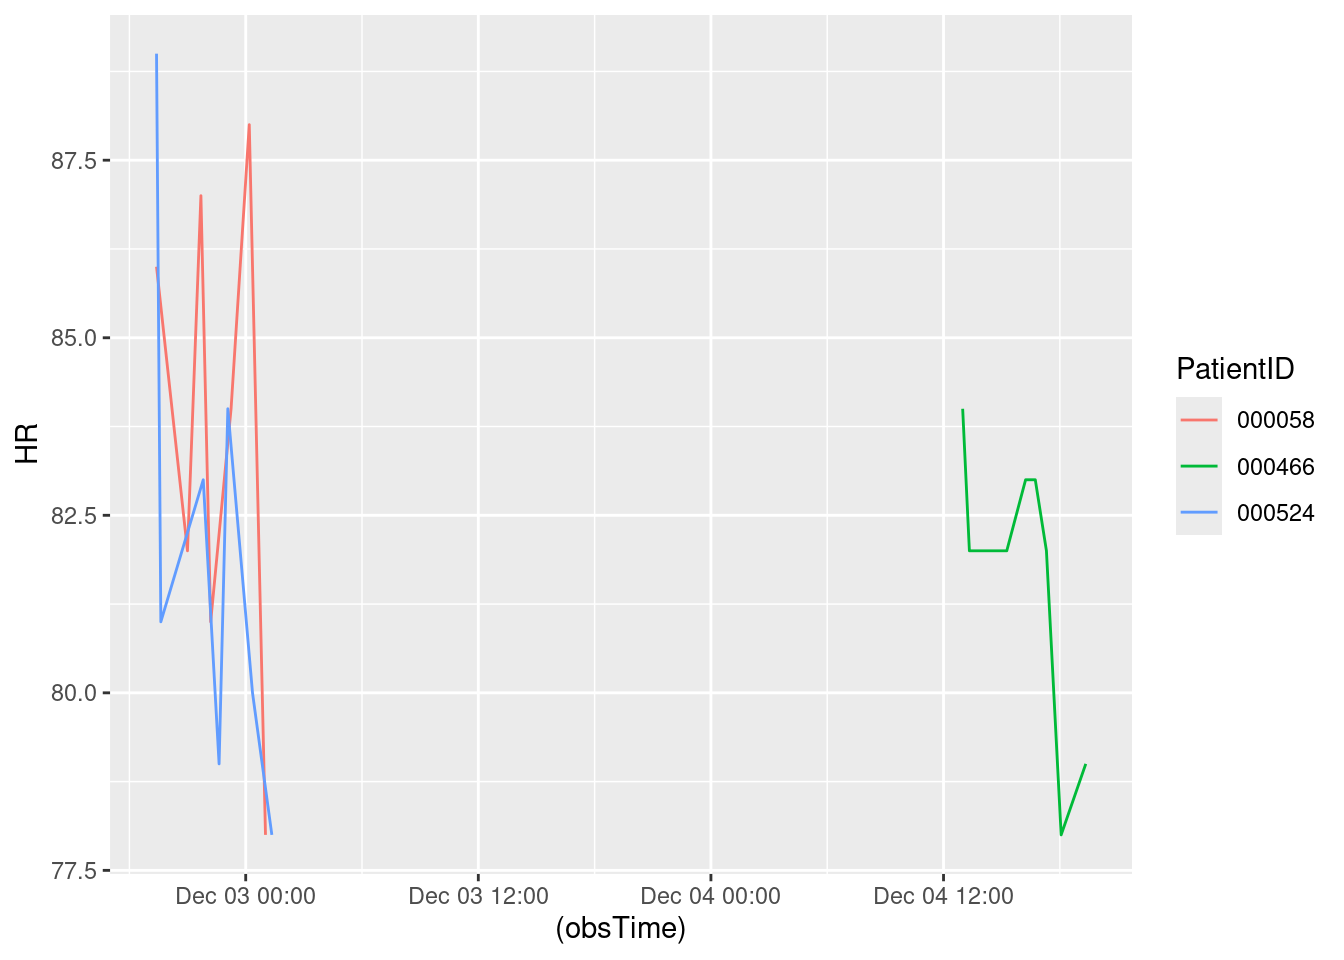 87.5
85.0
82.5
80.0
77.5
HR
Dec 03 00:00
Dec 03 12:00
Dec 04 00:00
Dec 04 12:00
(obsTime)
PatientID
000058
000466
000524